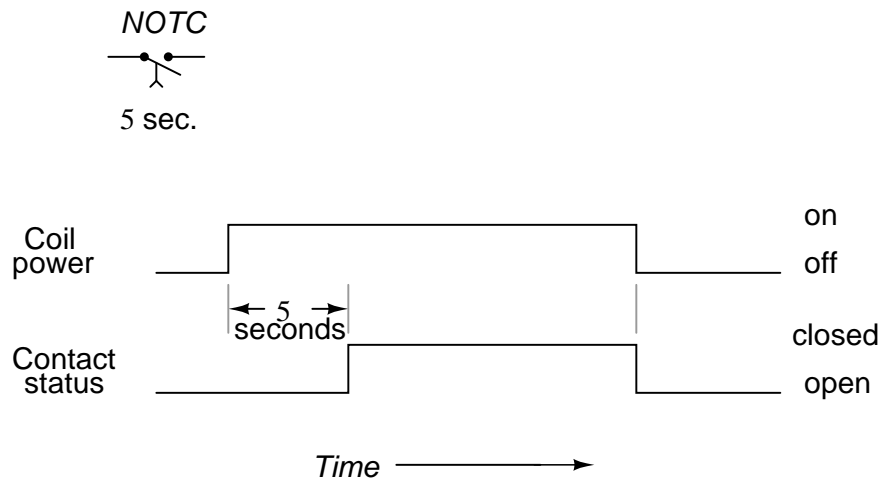 NOTC
5 sec.
on
Coil
power
off
5
seconds
closed
Contact
status
open
Time